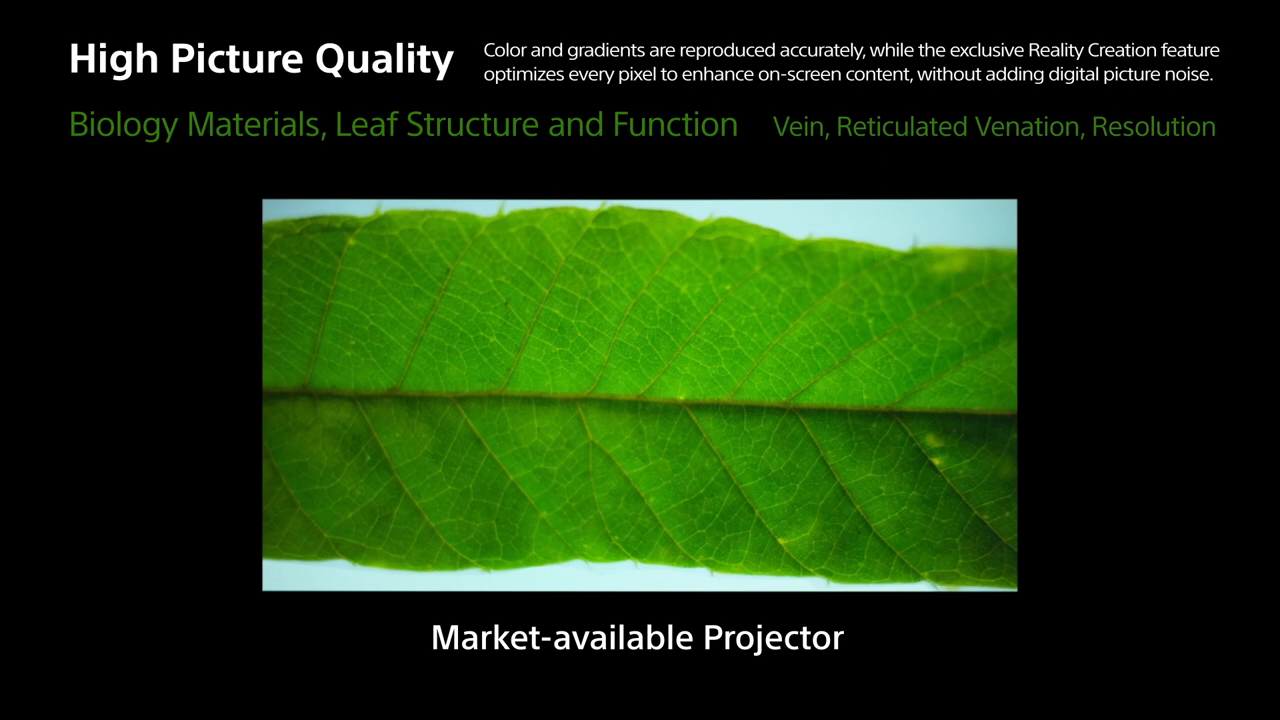 High Picture Quality
Color and gradients are reproduced accurately, while the exclusive Reality Creation feature
optimizes every pixel to enhance on-screen content, without adding digital picture noise.
Biology Materials, Leaf Structure and Function
Vein, Reticulated Venation, Resolution
Market-available Projector